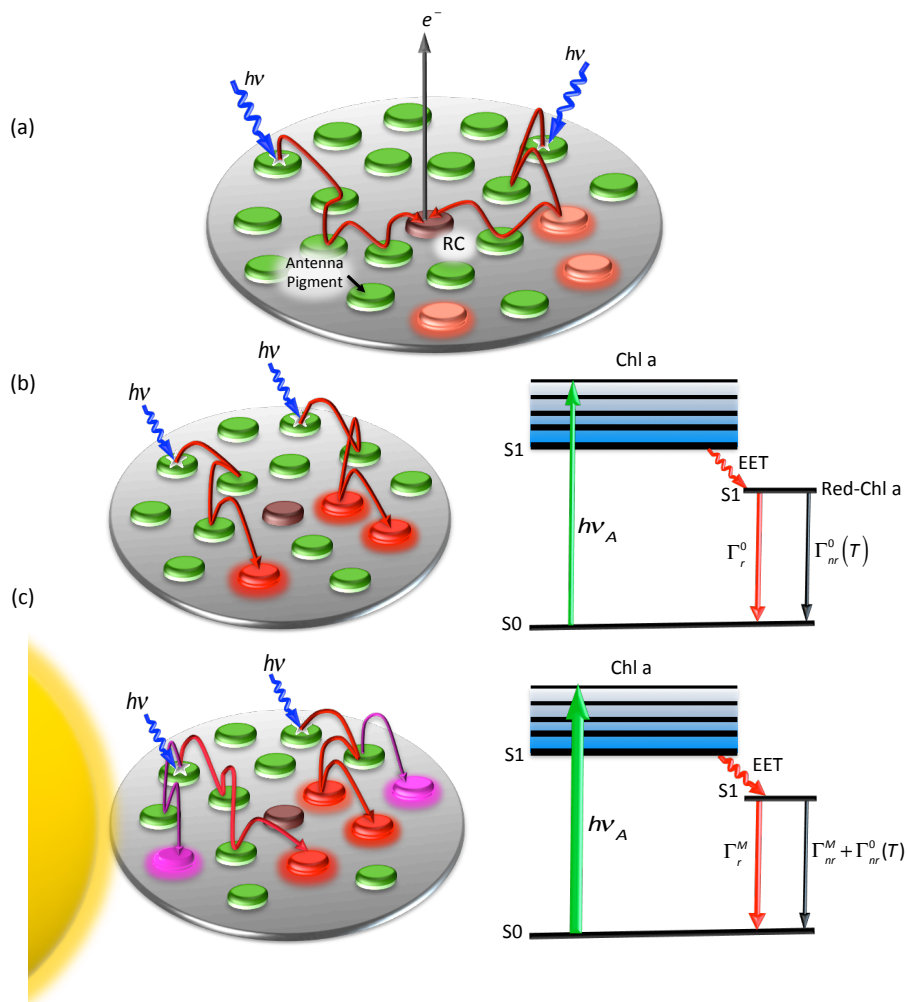 e⁻
hν
hν
(a)
RC
Antenna
Pigment
(b)
hν
hν
Chl a
S1
EET
S1
Red-Chl a
hν_A
Γ_r^0
Γ_nr^0(T)
S0
(c)
hν
hν
Chl a
S1
EET
S1
hν_A
Γ_r^M
Γ_nr^M + Γ_nr^0(T)
S0